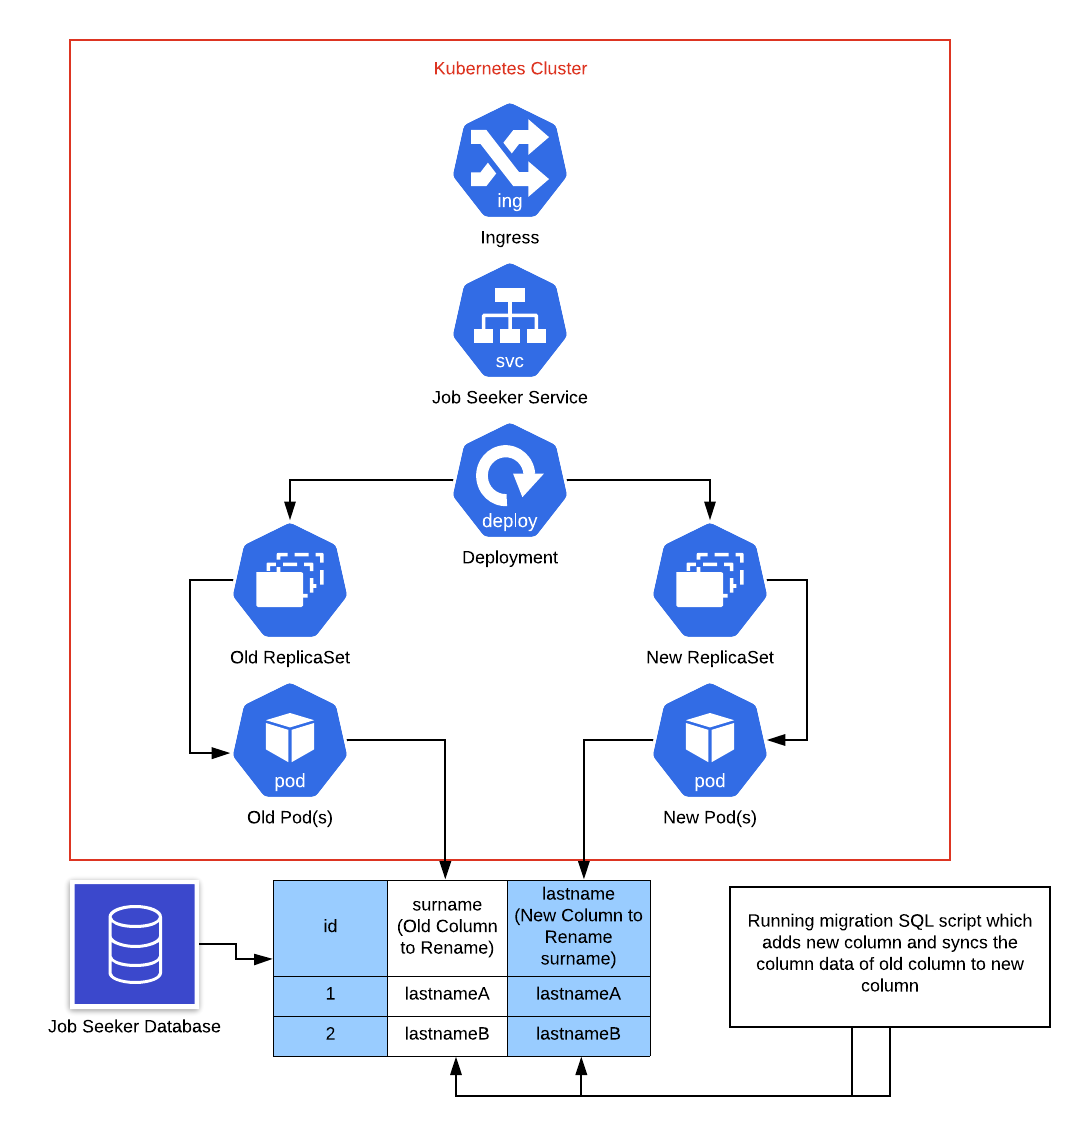 Kubernetes Cluster
ing
Ingress
svc
Job Seeker Service
deploy
Deployment
Old ReplicaSet
New ReplicaSet
pod
pod
Old Pod(s)
New Pod(s)
id
surname
(Old Column
to Rename)
lastname
(New Column to
Rename
surname)
1
lastnameA
lastnameA
2
lastnameB
lastnameB
Job Seeker Database
Running migration SQL script which
adds new column and syncs the
column data of old column to new
column